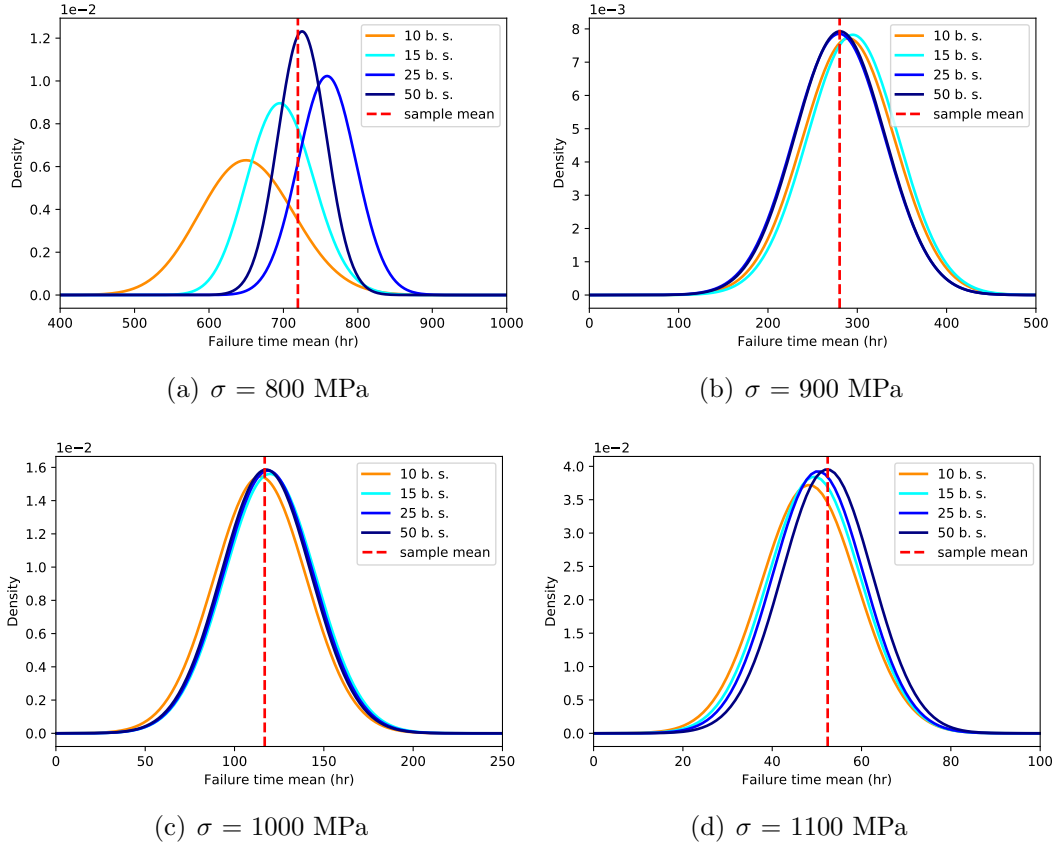 1e−2
1.2
1.0
0.8
0.6
0.4
0.2
0.0
Density
10 b. s.
15 b. s.
25 b. s.
50 b. s.
sample mean
400 500 600 700 800 900 1000
Failure time mean (hr)
(a) σ = 800 MPa
1e−3
8
7
6
5
4
3
2
1
0
Density
10 b. s.
15 b. s.
25 b. s.
50 b. s.
sample mean
0 100 200 300 400 500
Failure time mean (hr)
(b) σ = 900 MPa
1e−2
1.6
1.4
1.2
1.0
0.8
0.6
0.4
0.2
0.0
Density
10 b. s.
15 b. s.
25 b. s.
50 b. s.
sample mean
0 50 100 150 200 250
Failure time mean (hr)
(c) σ = 1000 MPa
1e−2
4.0
3.5
3.0
2.5
2.0
1.5
1.0
0.5
0.0
Density
10 b. s.
15 b. s.
25 b. s.
50 b. s.
sample mean
0 20 40 60 80 100
Failure time mean (hr)
(d) σ = 1100 MPa